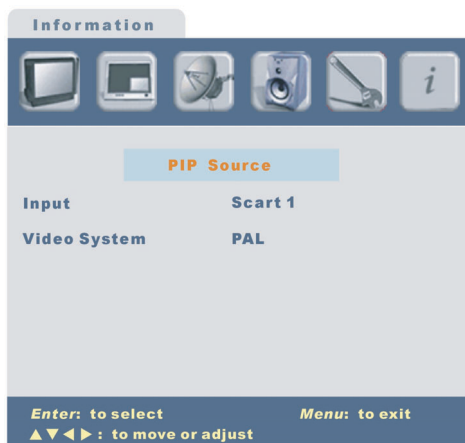 Information
i
PIP Source
Input Scart 1
Video System PAL
Enter: to select Menu: to exit
▲▼◀▶: to move or adjust